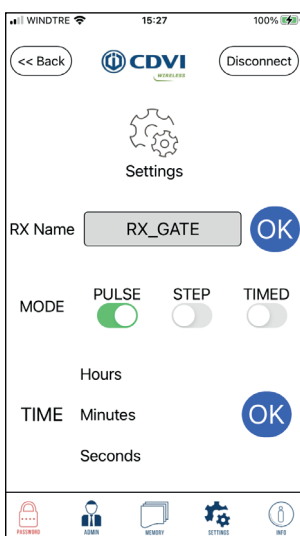 WINDTRE 15:27 100%
<< Back CDVI Disconnect
WIRELESS
Settings
RX Name RX_GATE OK
MODE PULSE STEP TIMED
Hours
TIME Minutes OK
Seconds
PASSWORD ADMIN MEMORY SETTINGS INFO